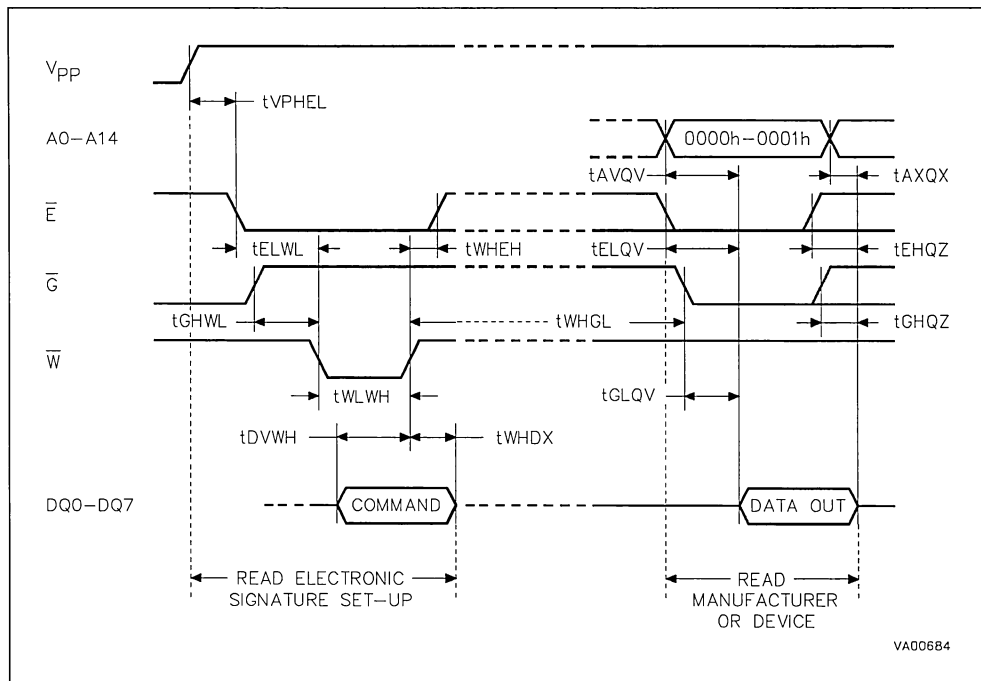 VPP
tVPHEL
A0-A14
0000h-0001h
tAVQV
tAXQX
E
tELWL
tWHEH
tELQV
tEHQZ
G
tGHWL
tWHGL
tGHQZ
W
tWLWH
tGLQV
tDVWH
tWHDX
DQ0-DQ7
COMMAND
DATA OUT
READ ELECTRONIC
SIGNATURE SET-UP
READ
MANUFACTURER
OR DEVICE
VA00684